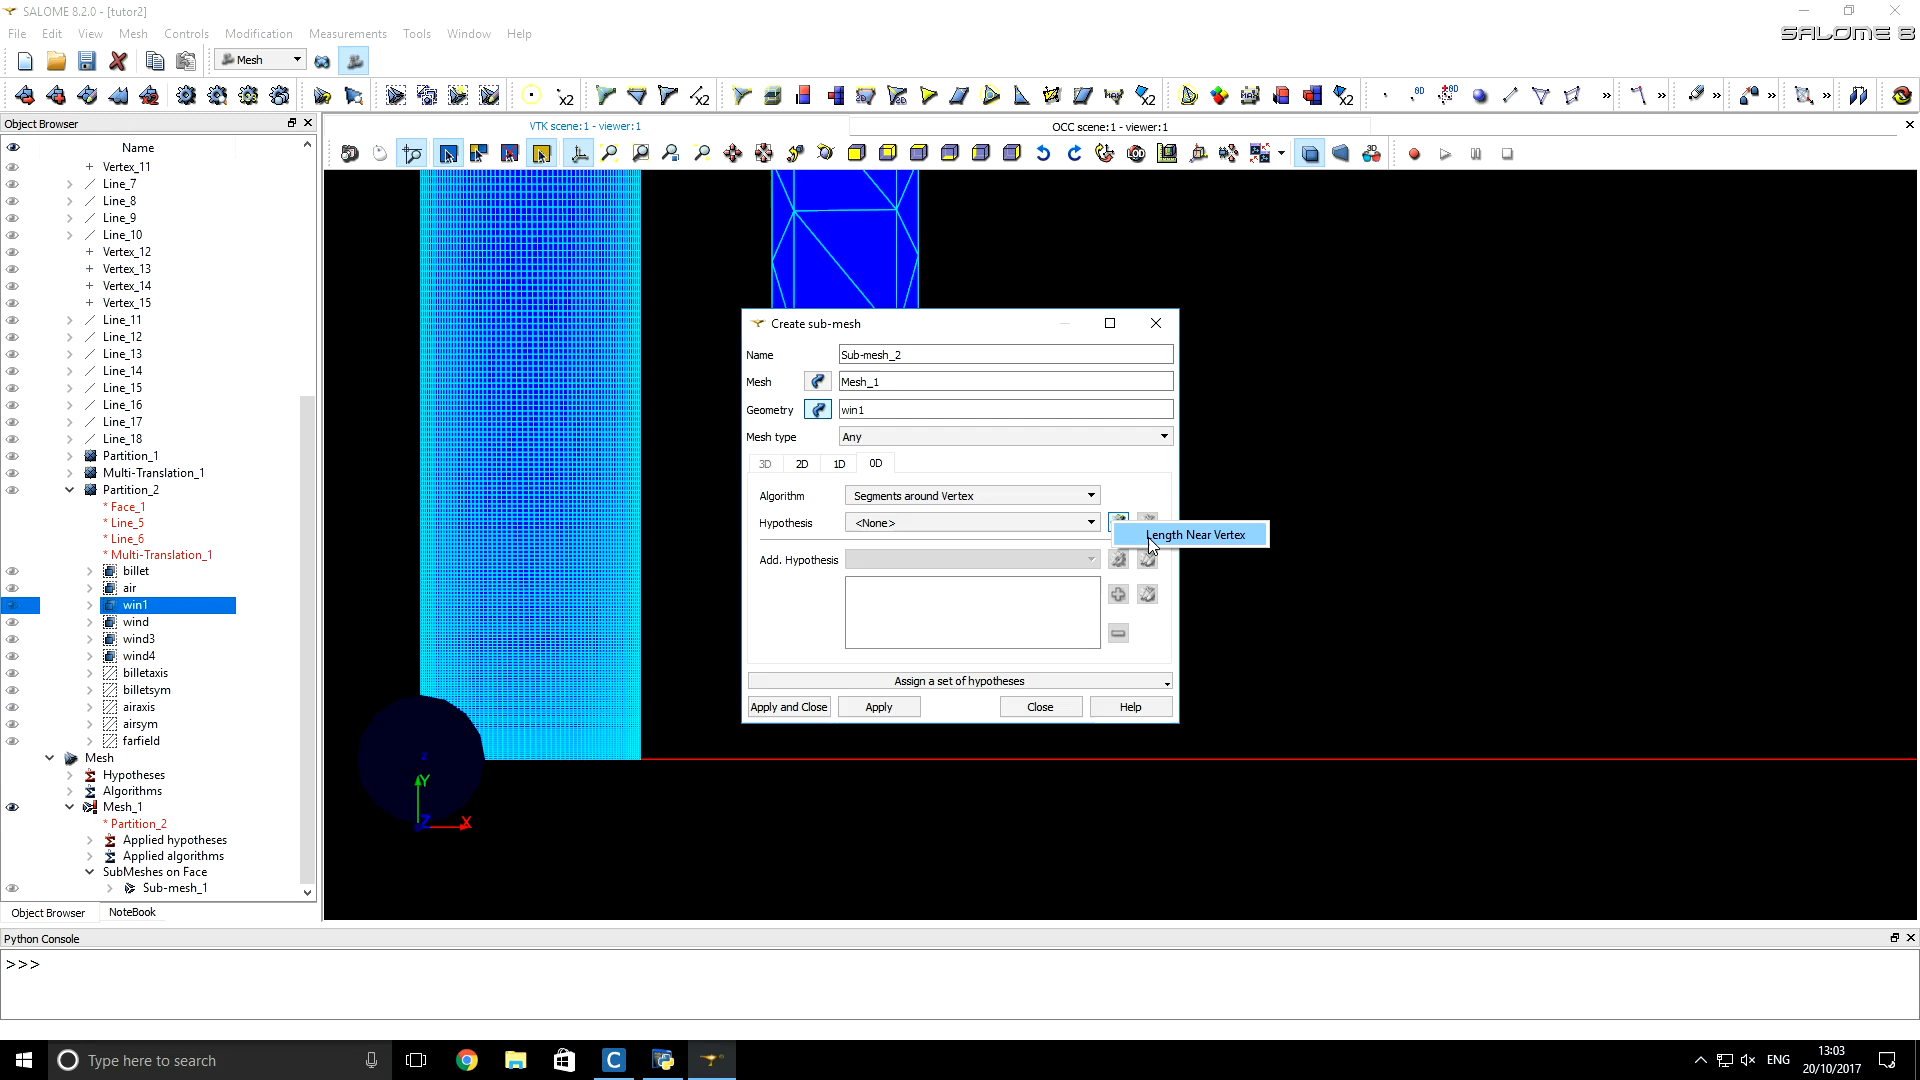 SALOME 8.2.0 - [tutor2]
File Edit View Mesh Controls Modification Measurements Tools Window Help
SALOME 8
Mesh
Object Browser
VTK scene:1 - viewer:1
OCC scene:1 - viewer:1
Name
Vertex_11
Line_7
Line_8
Line_9
Line_10
Vertex_12
Vertex_13
Vertex_14
Vertex_15
Line_11
Line_12
Line_13
Line_14
Line_15
Line_16
Line_17
Line_18
Partition_1
Multi-Translation_1
Partition_2
* Face_1
* Line_5
* Line_6
* Multi-Translation_1
billet
air
win1
wind
wind3
wind4
billetaxis
billetsym
airaxis
airsym
farfield
Mesh
Hypotheses
Algorithms
Mesh_1
* Partition_2
Applied hypotheses
Applied algorithms
SubMeshes on Face
Sub-mesh_1
Object Browser NoteBook
Create sub-mesh
Name Sub-mesh_2
Mesh Mesh_1
Geometry win1
Mesh type Any
3D 2D 1D 0D
Algorithm Segments around Vertex
Hypothesis <None>
Length Near Vertex
Add. Hypothesis
Assign a set of hypotheses
Apply and Close Apply Close Help
Z
Y
Z X
Python Console
>>>
Type here to search
ENG
13:03
20/10/2017